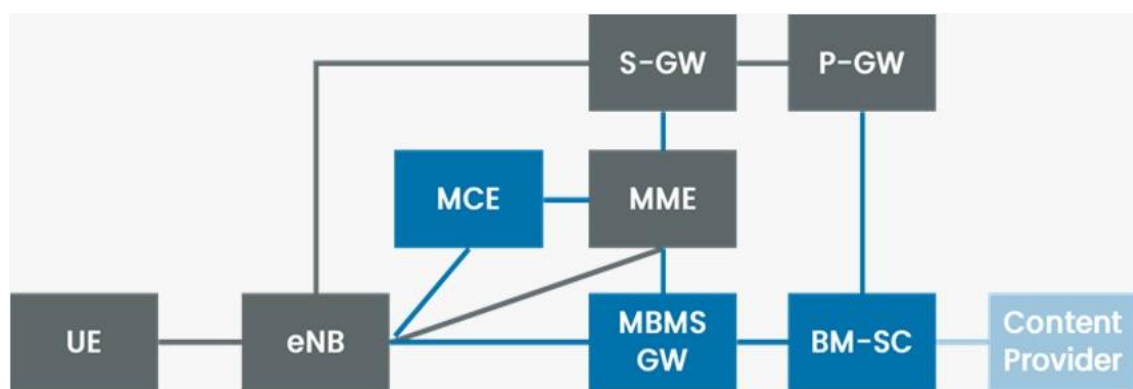 S-GW
P-GW
MCE
MME
UE
eNB
MBMS
GW
BM-SC
Content
Provider